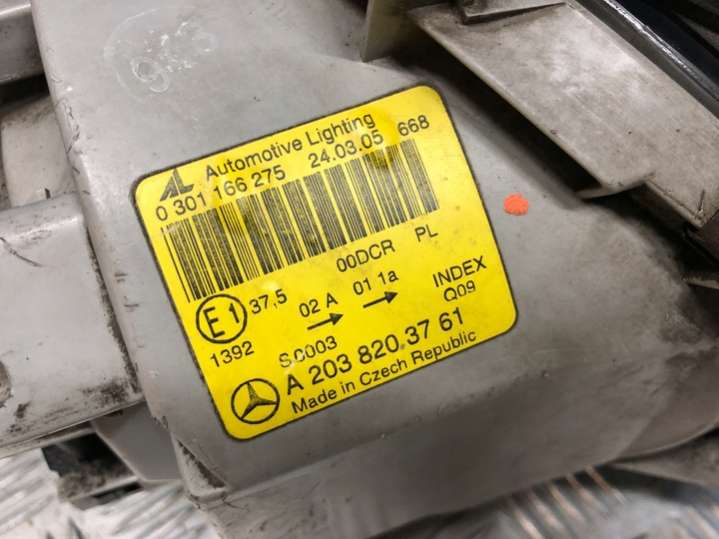 AL Automotive Lighting
0 301 166 275 24.03.05 668
00DCR PL
E1 37,5 02 A 01 1a INDEX
1392 S0003 Q09
A 203 820 37 61
Made in Czech Republic